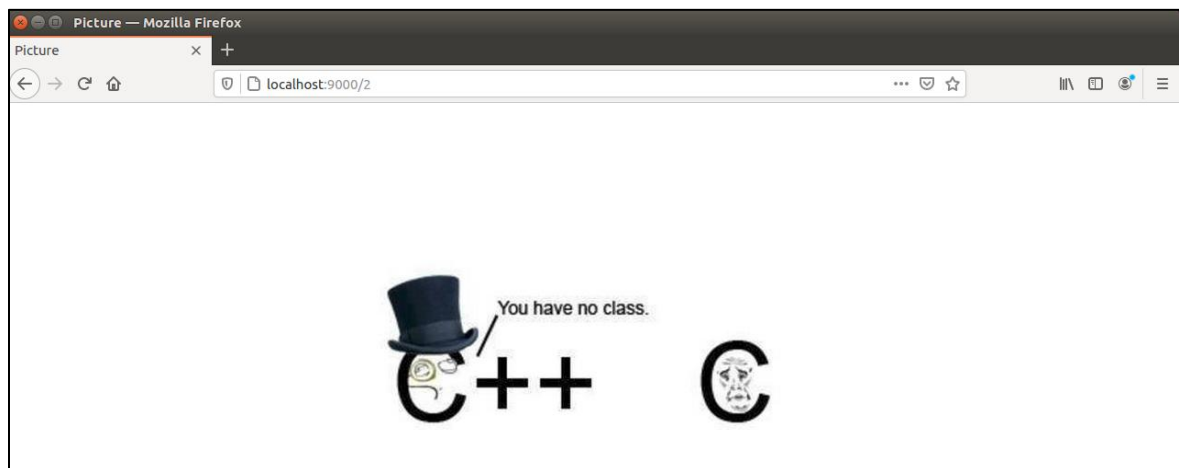 Picture — Mozilla Firefox
Picture
localhost:9000/2
You have no class.
C++
C